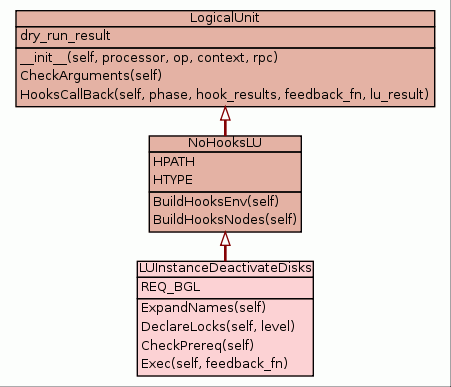 LogicalUnit
dry_run_result
__init__(self, processor, op, context, rpc)
CheckArguments(self)
HooksCallBack(self, phase, hook_results, feedback_fn, lu_result)
NoHooksLU
HPATH
HTYPE
BuildHooksEnv(self)
BuildHooksNodes(self)
LUInstanceDeactivateDisks
REQ_BGL
ExpandNames(self)
DeclareLocks(self, level)
CheckPrereq(self)
Exec(self, feedback_fn)